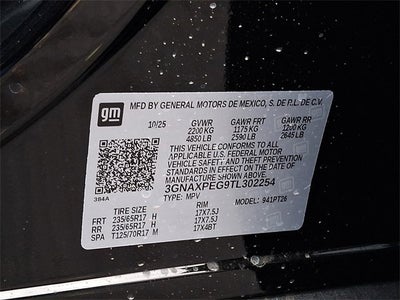 gm
MFD BY GENERAL MOTORS DE MEXICO, S. DE R.L. DE C.V.
10/25 GVWR GAWR FRT GAWR RR
2200 KG 1175 KG 1200 KG
4850 LB 2590 LB 2645 LB
THIS VEHICLE CONFORMS TO ALL
APPLICABLE U.S. FEDERAL MOTOR
VEHICLE SAFETY AND THEFT PREVENTION
STANDARDS IN EFFECT ON THE DATE OF
MANUFACTURE SHOWN ABOVE.
3GNAXPEG9TL302254
384A TYPE: MPV MODEL: 941PT26
TIRE SIZE RIM
FRT 235/65R17 H 17X7.5J
RR 235/65R17 H 17X7.5J
SPA T125/70R17 M 17X4BT